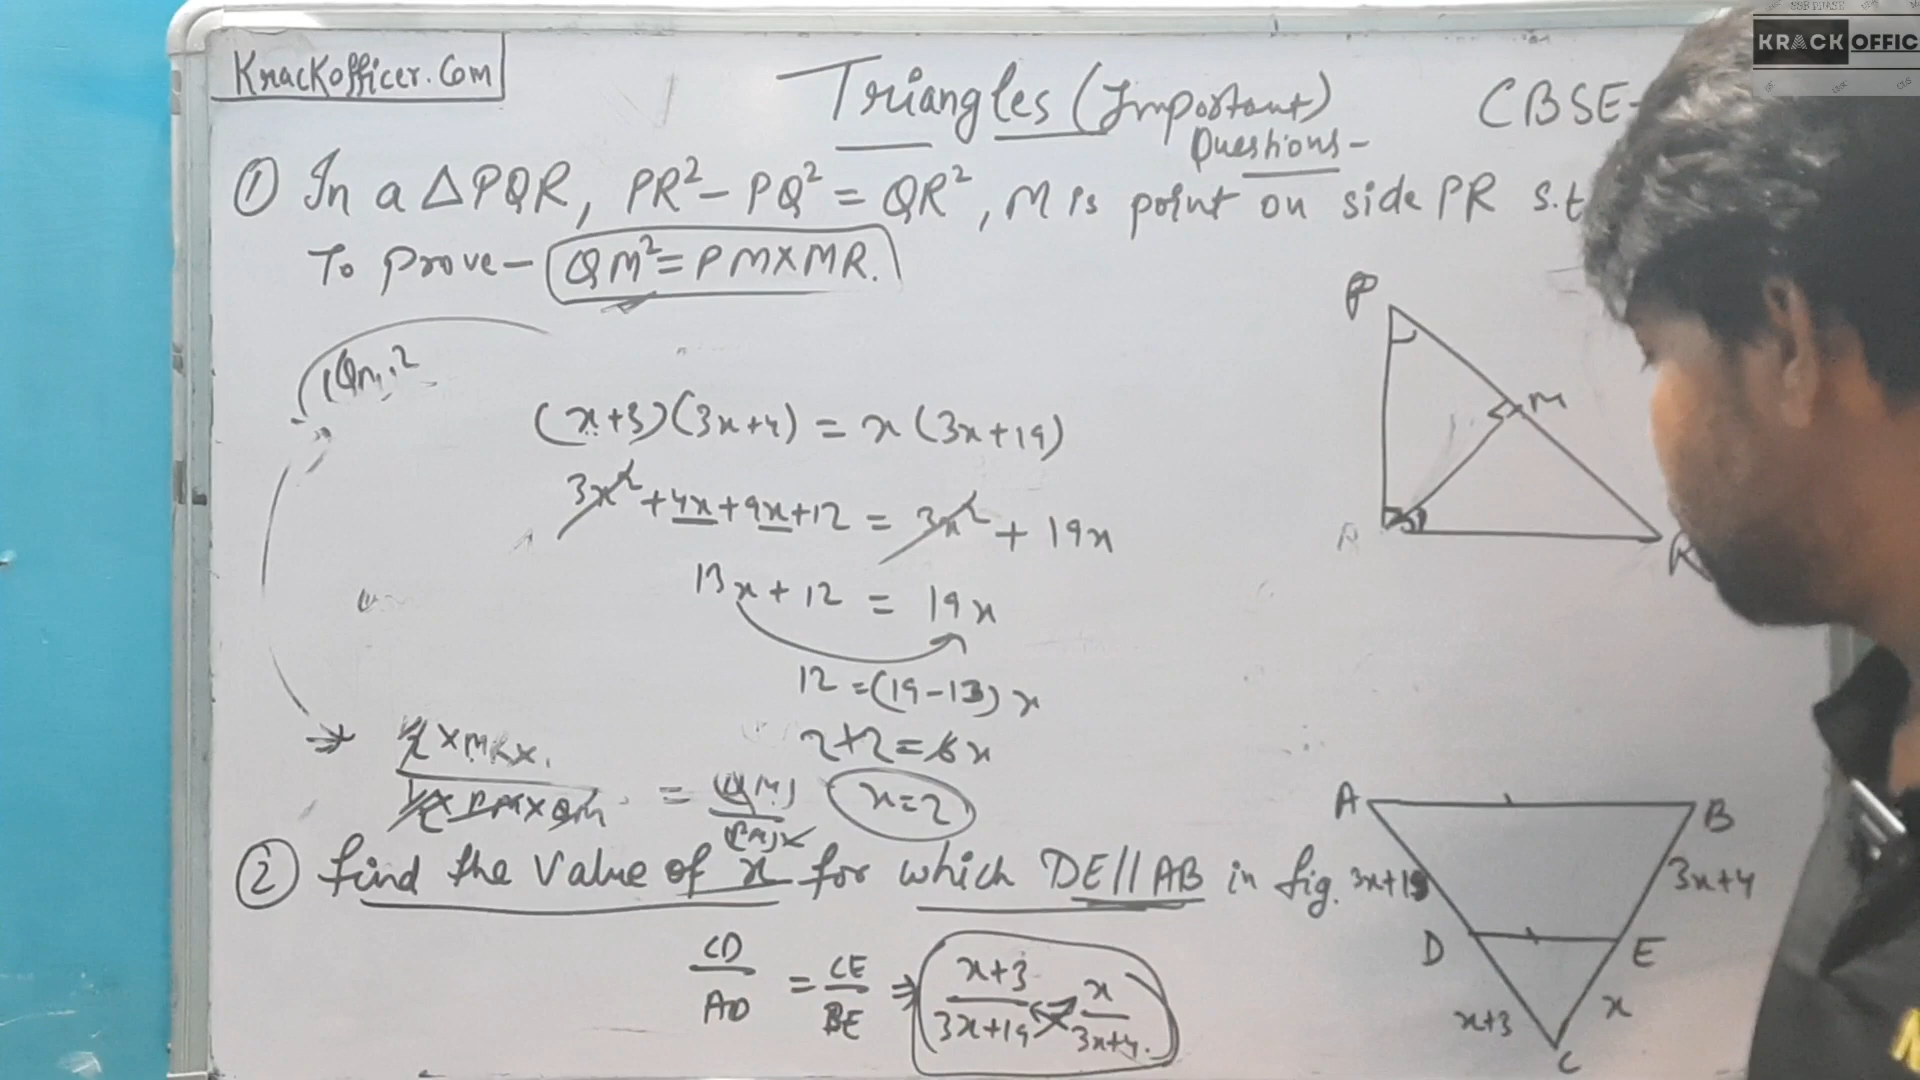 KRACK OFFIC
KrackOfficer.Com
Triangles (Important)
Questions-
CBSE-
① In a △PQR, PR²- PQ² = QR², M is point on side PR s.t
To prove- QM² = PM×MR.
P
M
(x+3)(3x+4) = x(3x+19)
3x² + 4x + 9x + 12 = 3x² + 19x
13x + 12 = 19x
12 = (19-13)x
x=2
A
B
② find the value of x for which DE||AB in fig.
3x+19
3x+4
D
E
CD/AD = CE/BE ⇒ x+3/3x+19 x/3x+4.
x+3
x
C